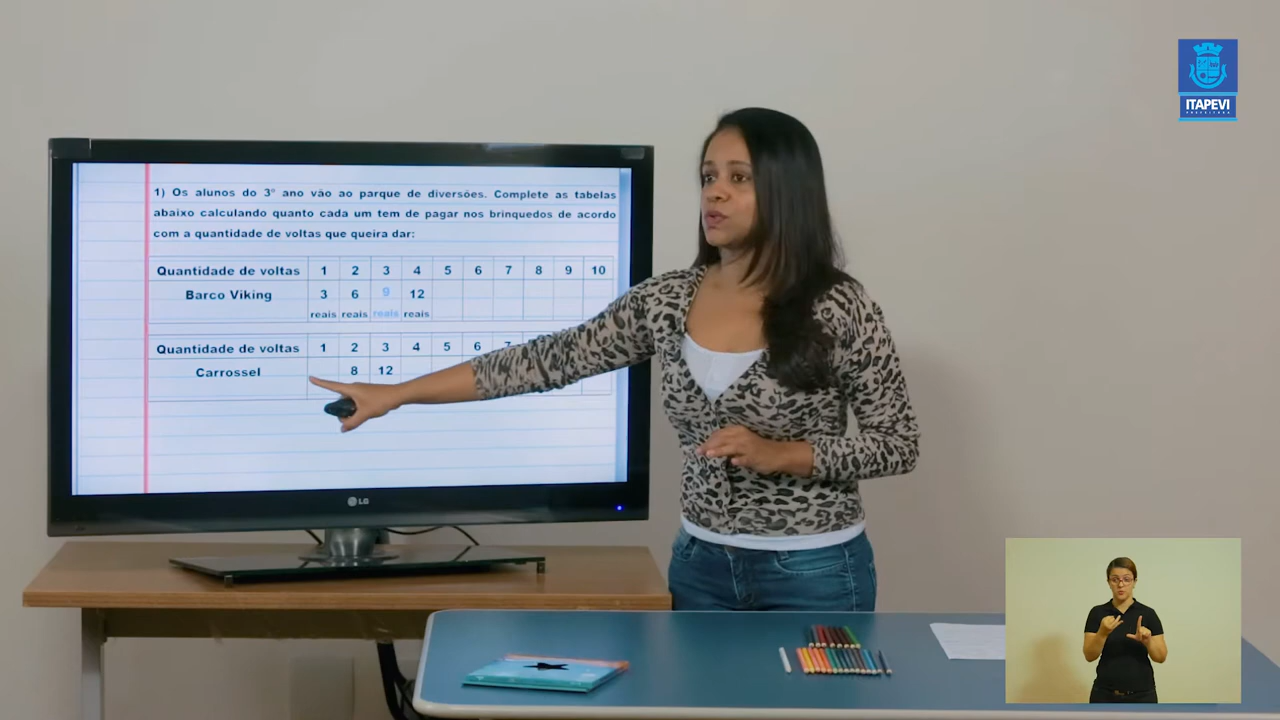 1) Os alunos do 3º ano vão ao parque de diversões. Complete as tabelas
abaixo calculando quanto cada um tem de pagar nos brinquedos de acordo
com a quantidade de voltas que queira dar:
Quantidade de voltas 1 2 3 4 5 6 7 8 9 10
Barco Viking 3 6 9 12
reais reais reais reais
Quantidade de voltas 1 2 3 4 5 6 7
Carrossel 8 12
LG
ITAPEVI
PREFEITURA